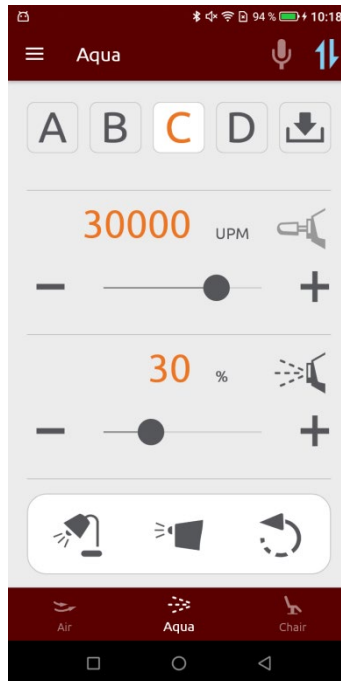 94 % 10:18
Aqua
A B C D
30000 UPM
30 %
Air Aqua Chair